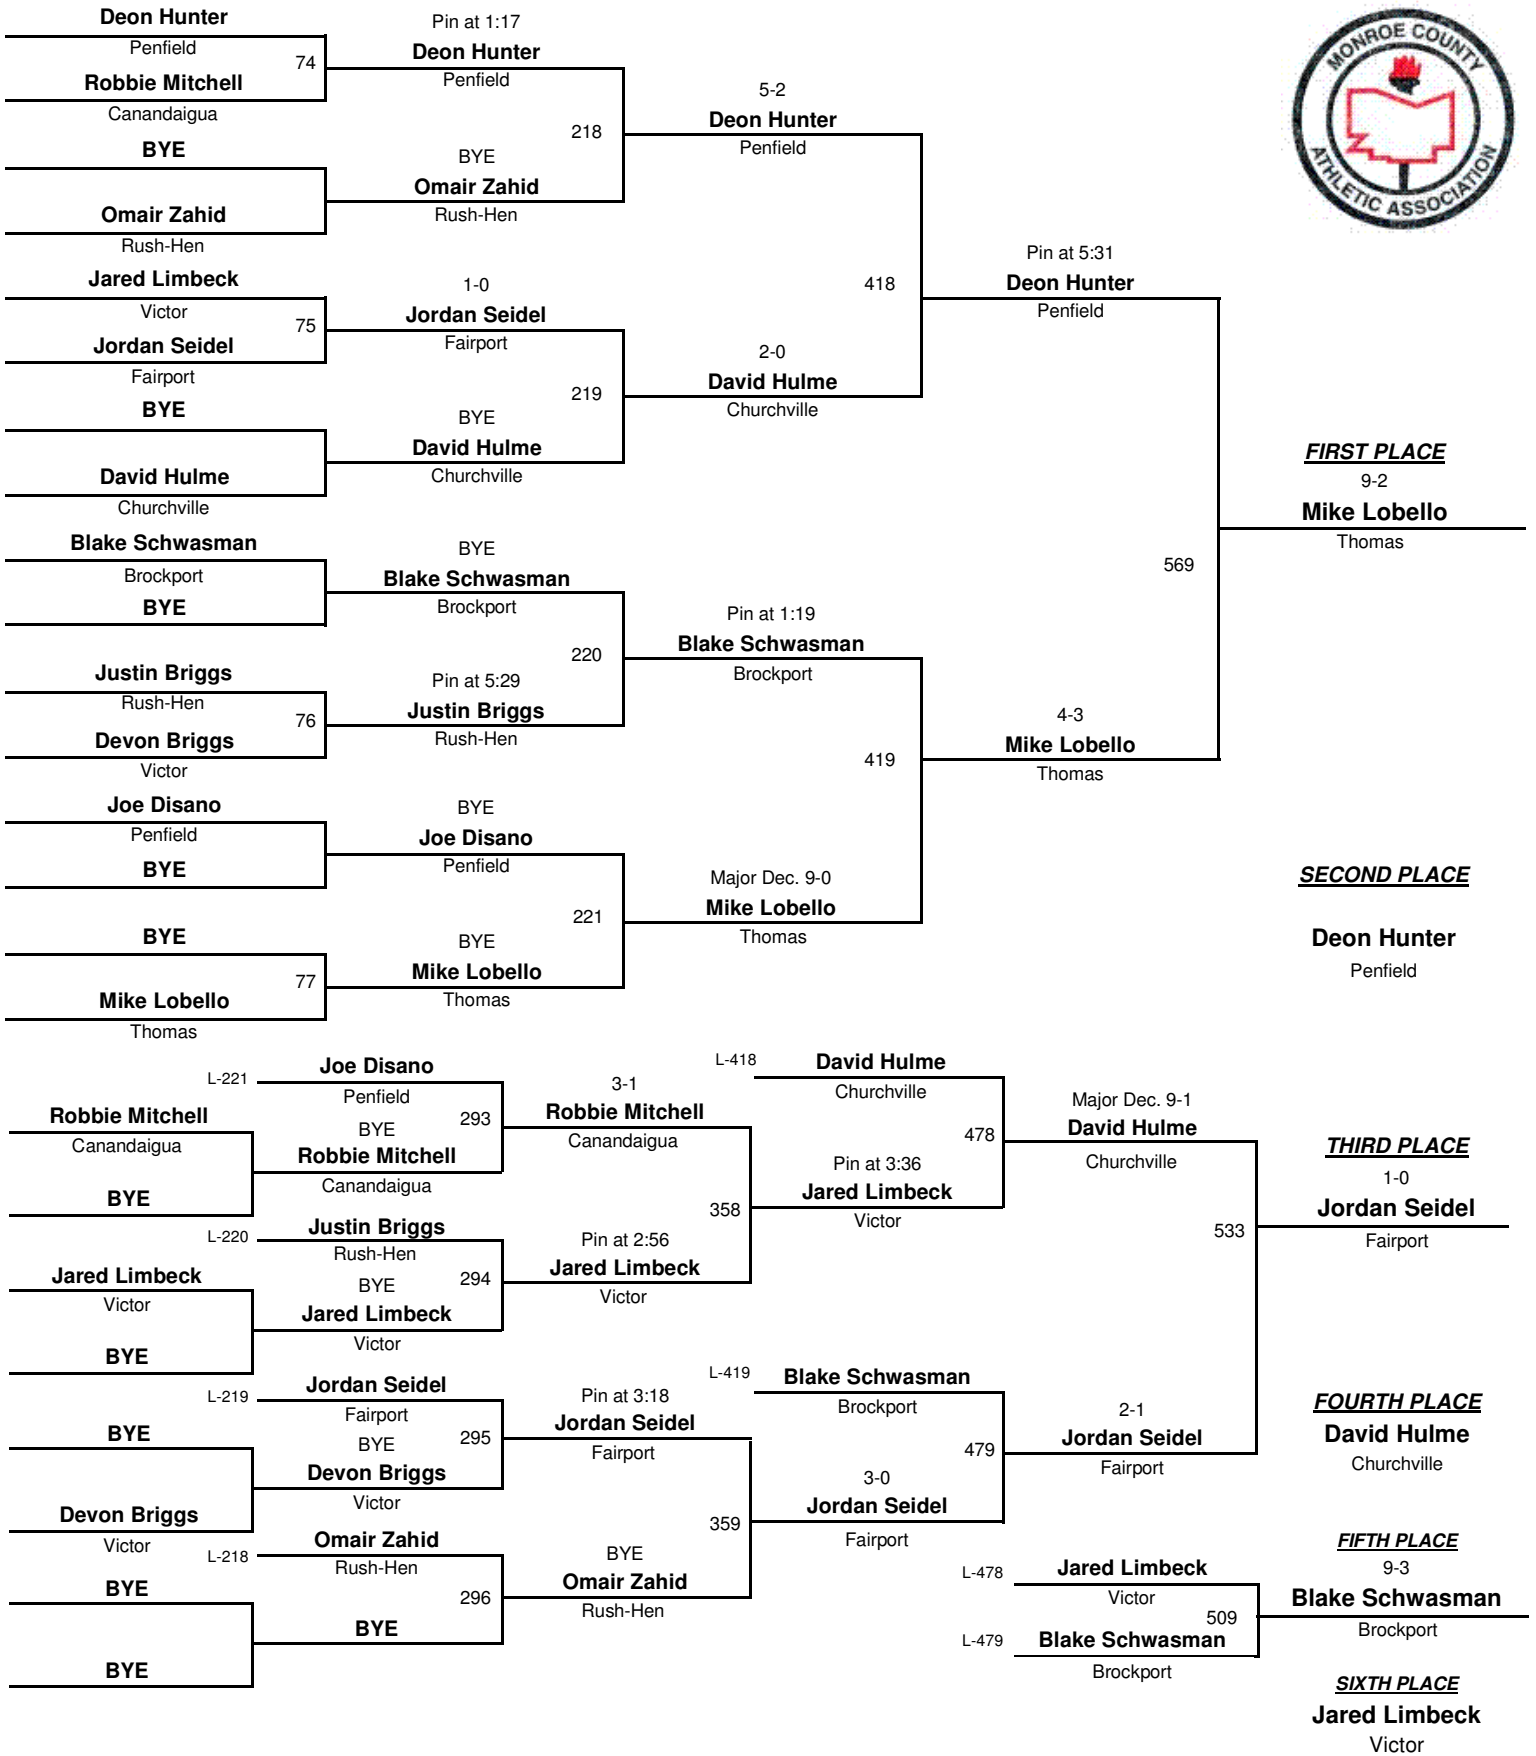 Deon Hunter
Penfield
74
Robbie Mitchell
Canandaigua
BYE
Omair Zahid
Rush-Hen
Jared Limbeck
Victor
75
Jordan Seidel
Fairport
BYE
David Hulme
Churchville
Blake Schwasman
Brockport
BYE
Justin Briggs
Rush-Hen
76
Devon Briggs
Victor
Joe Disano
Penfield
BYE
BYE
77
Mike Lobello
Thomas
Pin at 1:17
Deon Hunter
Penfield
218
BYE
Omair Zahid
Rush-Hen
1-0
Jordan Seidel
Fairport
219
BYE
David Hulme
Churchville
BYE
Blake Schwasman
Brockport
220
Pin at 5:29
Justin Briggs
Rush-Hen
BYE
Joe Disano
Penfield
221
BYE
Mike Lobello
Thomas
5-2
Deon Hunter
Penfield
418
2-0
David Hulme
Churchville
Pin at 1:19
Blake Schwasman
Brockport
419
Major Dec. 9-0
Mike Lobello
Thomas
Pin at 5:31
Deon Hunter
Penfield
569
4-3
Mike Lobello
Thomas
MONROE COUNTY
ATHLETIC ASSOCIATION
FIRST PLACE
9-2
Mike Lobello
Thomas
SECOND PLACE
Deon Hunter
Penfield
Robbie Mitchell
Canandaigua
BYE
Jared Limbeck
Victor
BYE
BYE
Devon Briggs
Victor
BYE
BYE
L-221
Joe Disano
Penfield
293
BYE
Robbie Mitchell
Canandaigua
L-220
Justin Briggs
Rush-Hen
294
BYE
Jared Limbeck
Victor
L-219
Jordan Seidel
Fairport
295
BYE
Devon Briggs
Victor
L-218
Omair Zahid
Rush-Hen
296
BYE
3-1
Robbie Mitchell
Canandaigua
358
Pin at 2:56
Jared Limbeck
Victor
Pin at 3:18
Jordan Seidel
Fairport
359
BYE
Omair Zahid
Rush-Hen
L-418
David Hulme
Churchville
478
Pin at 3:36
Jared Limbeck
Victor
L-419
Blake Schwasman
Brockport
479
3-0
Jordan Seidel
Fairport
Major Dec. 9-1
David Hulme
Churchville
533
2-1
Jordan Seidel
Fairport
L-478
Jared Limbeck
Victor
509
L-479
Blake Schwasman
Brockport
THIRD PLACE
1-0
Jordan Seidel
Fairport
FOURTH PLACE
David Hulme
Churchville
FIFTH PLACE
9-3
Blake Schwasman
Brockport
SIXTH PLACE
Jared Limbeck
Victor